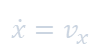 ẋ = vₓ